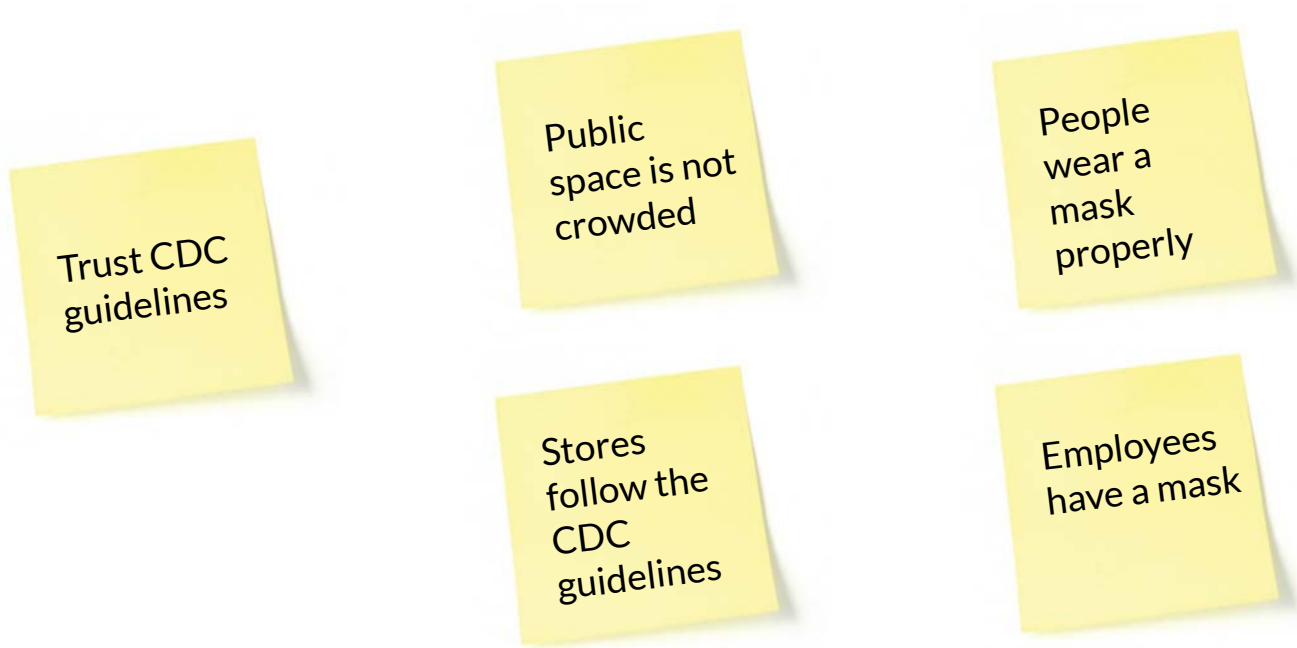 Trust CDC
guidelines
Public
space is not
crowded
Stores
follow the
CDC
guidelines
People
wear a
mask
properly
Employees
have a mask